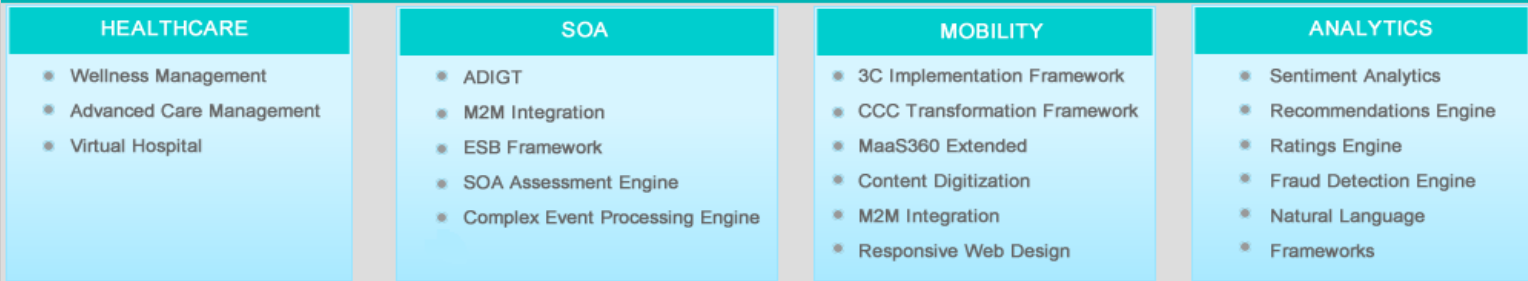 HEALTHCARE
Wellness Management
Advanced Care Management
Virtual Hospital
SOA
ADIGT
M2M Integration
ESB Framework
SOA Assessment Engine
Complex Event Processing Engine
MOBILITY
3C Implementation Framework
CCC Transformation Framework
MaaS360 Extended
Content Digitization
M2M Integration
Responsive Web Design
ANALYTICS
Sentiment Analytics
Recommendations Engine
Ratings Engine
Fraud Detection Engine
Natural Language
Frameworks